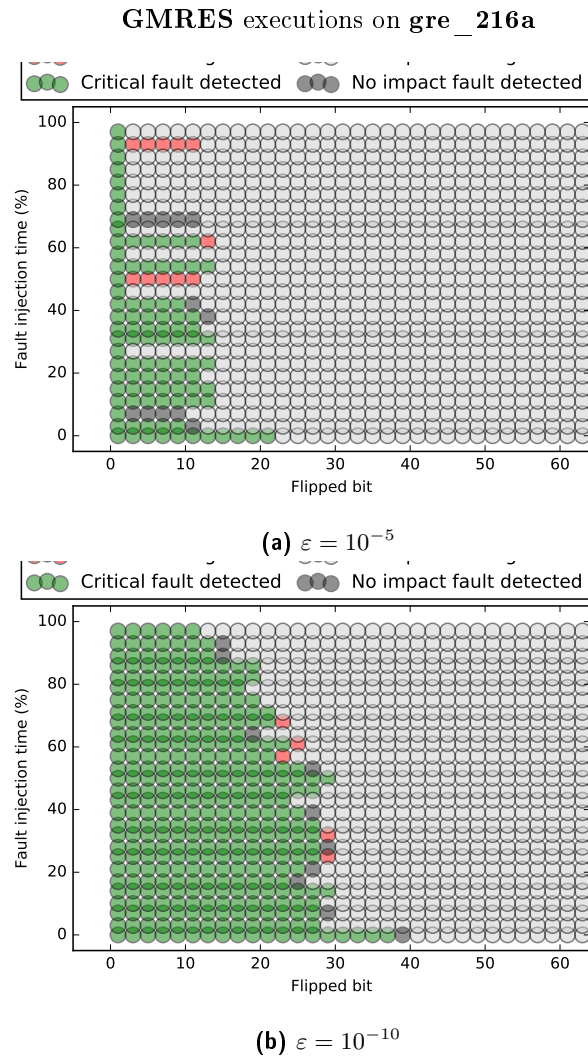 GMRES executions on gre_216a
Critical fault detected No impact fault detected
100
80
60
40
20
0
Fault injection time (%)
0 10 20 30 40 50 60
Flipped bit
(a) ε = 10⁻⁵
Critical fault detected No impact fault detected
100
80
60
40
20
0
Fault injection time (%)
0 10 20 30 40 50 60
Flipped bit
(b) ε = 10⁻¹⁰